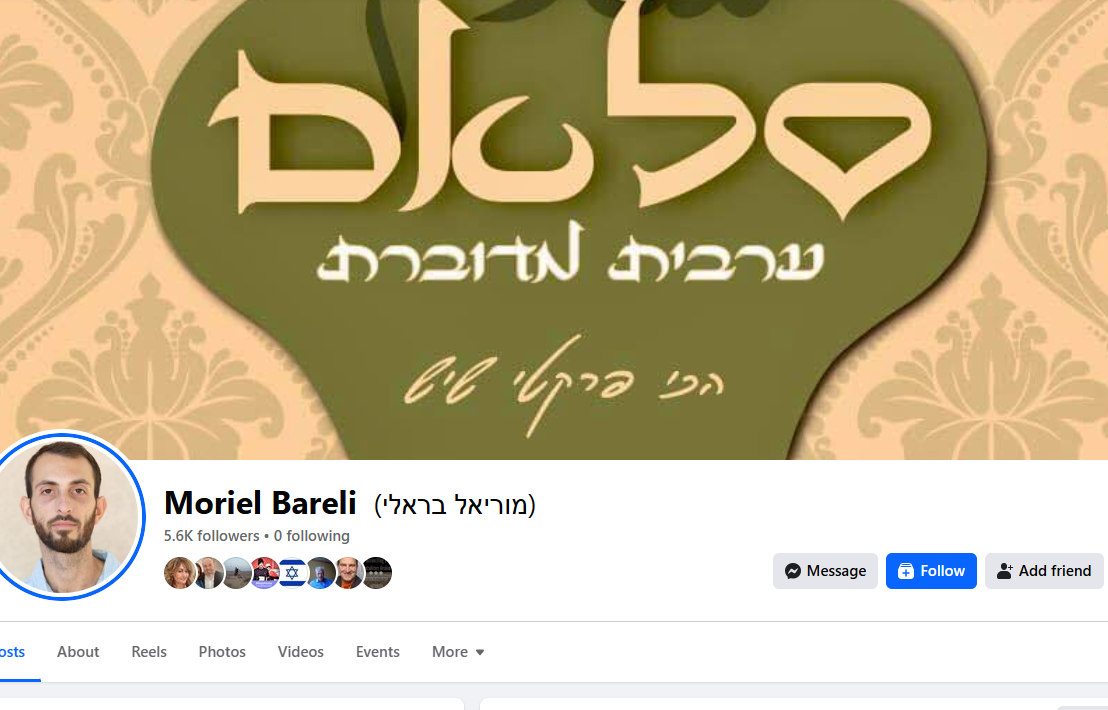 סלאם
ערבית מדוברת
הכי פרקטי שיש
Moriel Bareli (מוריאל בראלי)
5.6K followers • 0 following
Message
Follow
Add friend
osts
About
Reels
Photos
Videos
Events
More